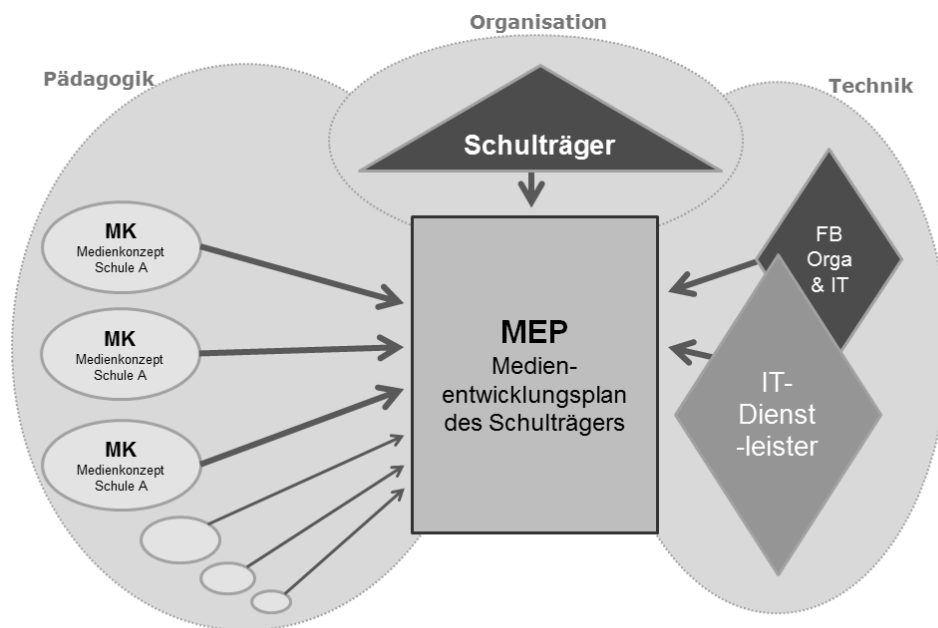 Organisation
Pädagogik
Technik
Schulträger
MK
Medienkonzept
Schule A
MK
Medienkonzept
Schule A
MK
Medienkonzept
Schule A
MEP
Medien-
entwicklungsplan
des Schulträgers
FB
Orga
& IT
IT-
Dienst
-leister